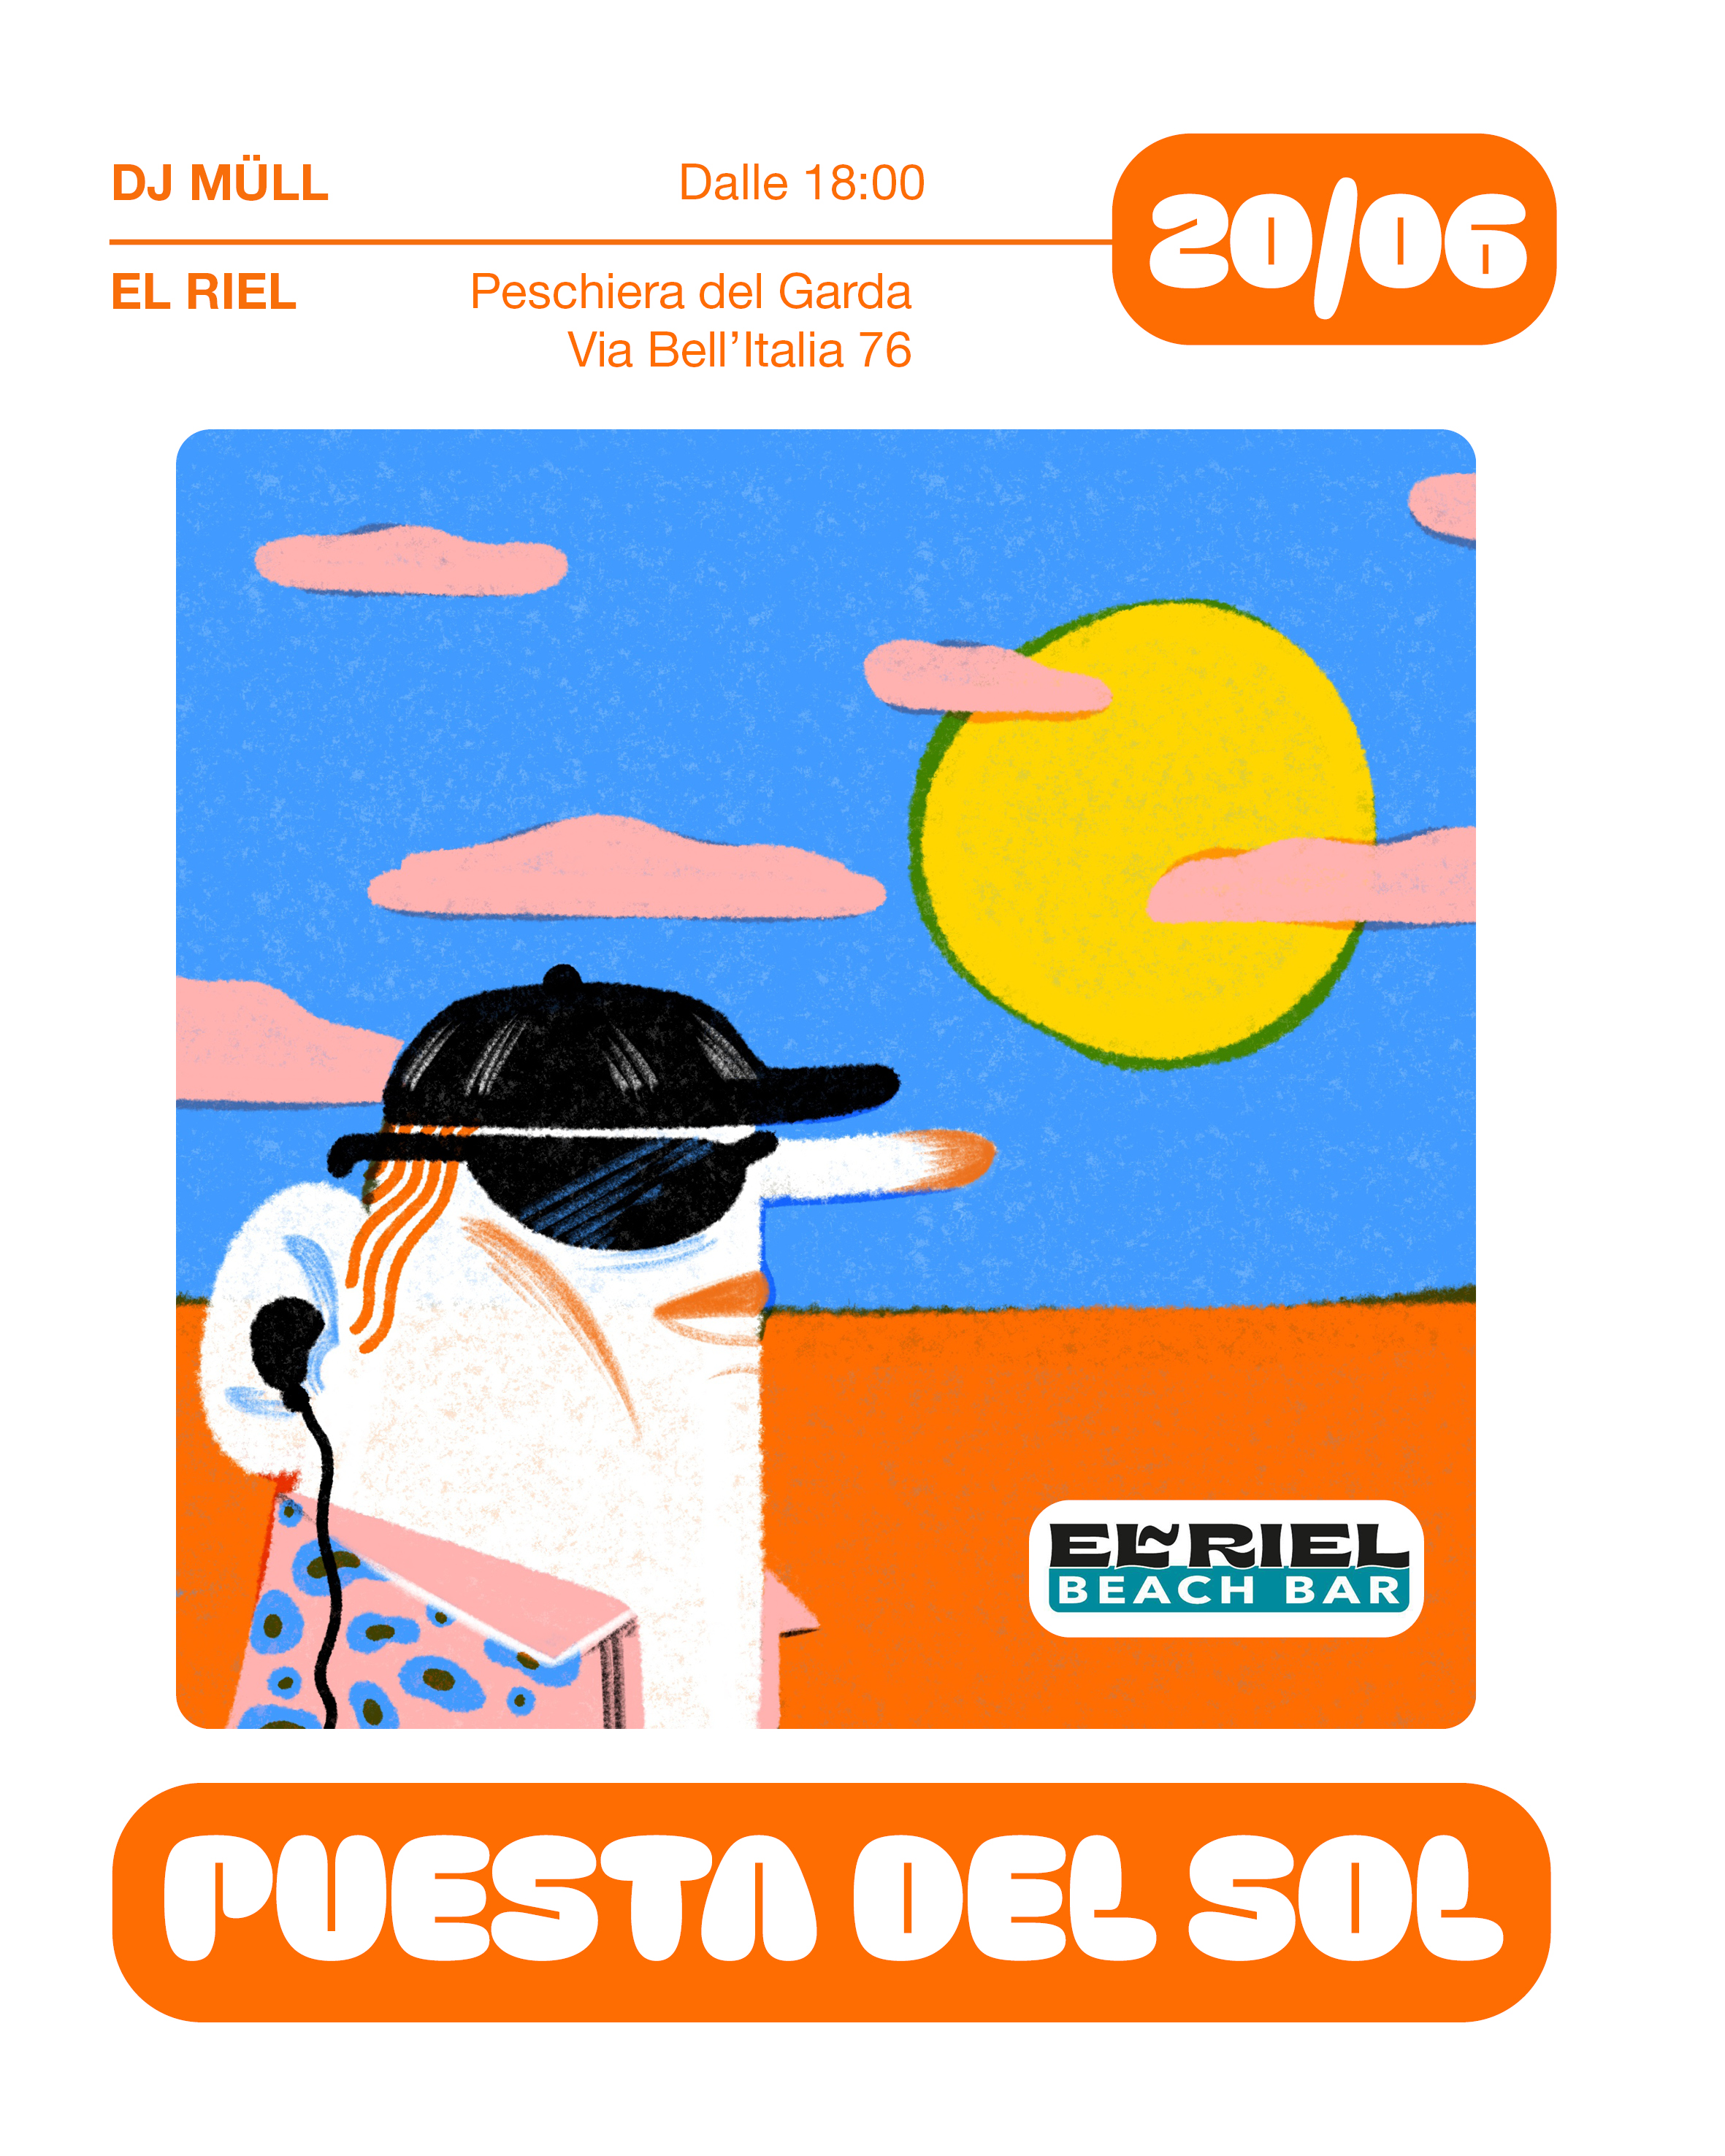 DJ MÜLL
Dalle 18:00
20/06
EL RIEL
Peschiera del Garda
Via Bell’Italia 76
EL RIEL
BEACH BAR
PUESTA DEL SOL